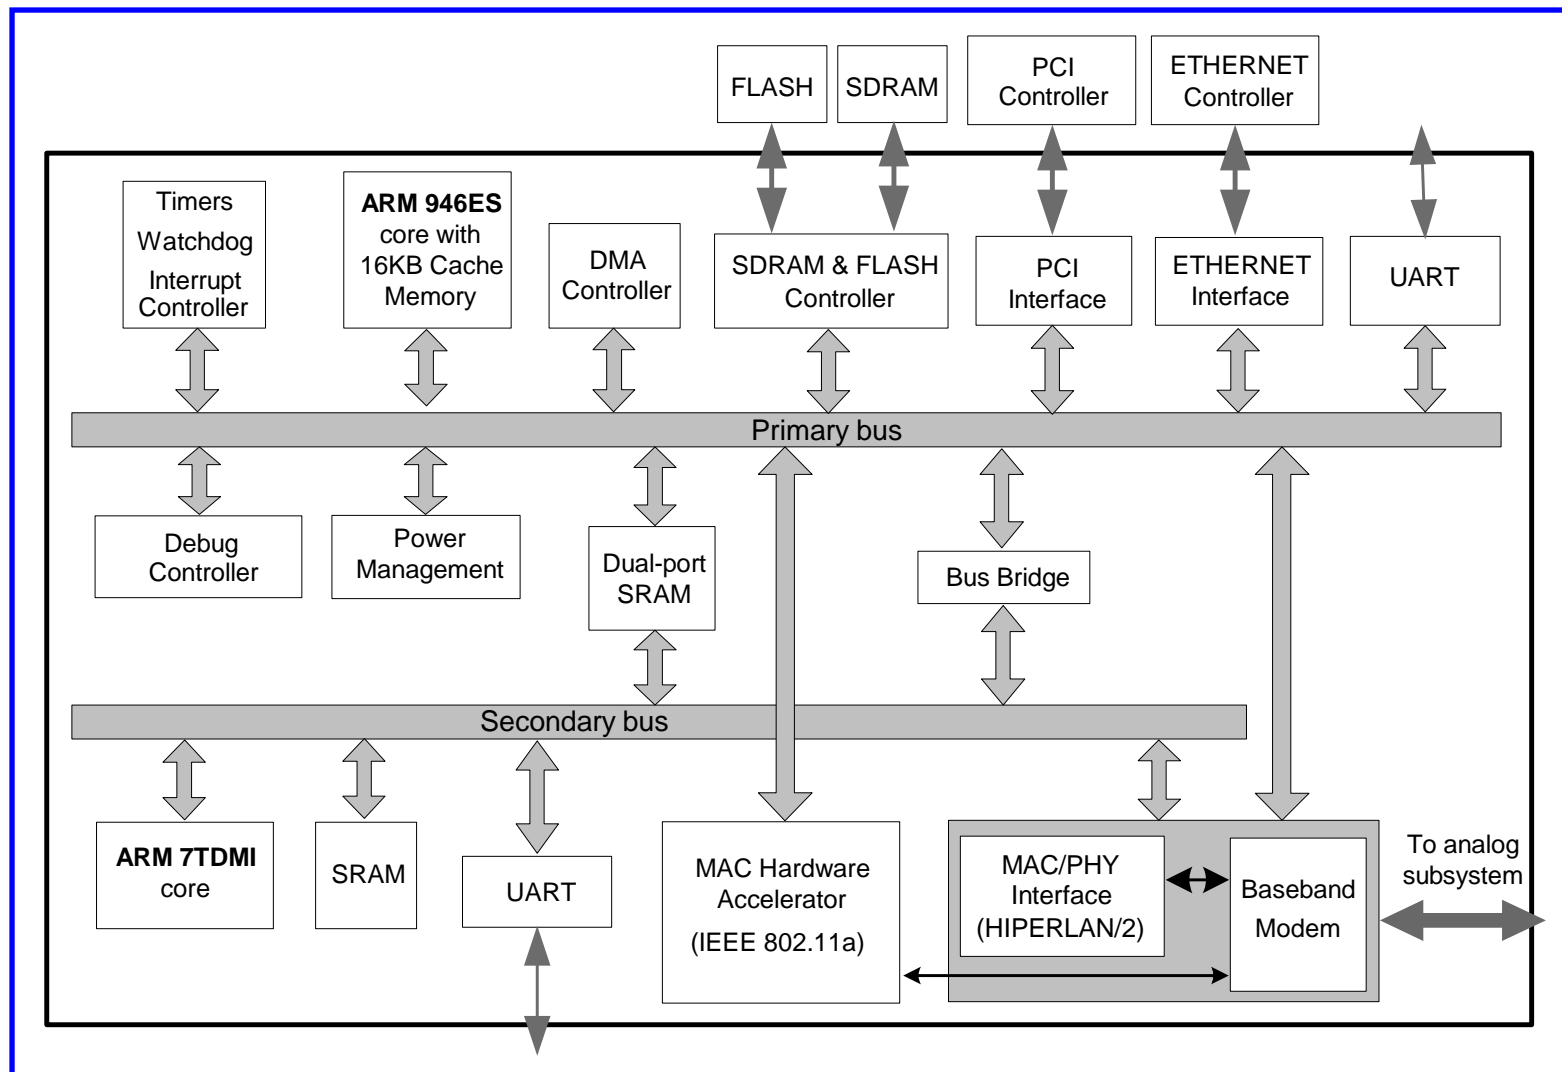 FLASH
SDRAM
PCI
Controller
ETHERNET
Controller
Timers
Watchdog
Interrupt
Controller
ARM 946ES
core with
16KB Cache
Memory
DMA
Controller
SDRAM & FLASH
Controller
PCI
Interface
ETHERNET
Interface
UART
Primary bus
Debug
Controller
Power
Management
Dual-port
SRAM
Bus Bridge
Secondary bus
ARM 7TDMI
core
SRAM
UART
MAC Hardware
Accelerator
(IEEE 802.11a)
MAC/PHY
Interface
(HIPERLAN/2)
Baseband
Modem
To analog
subsystem